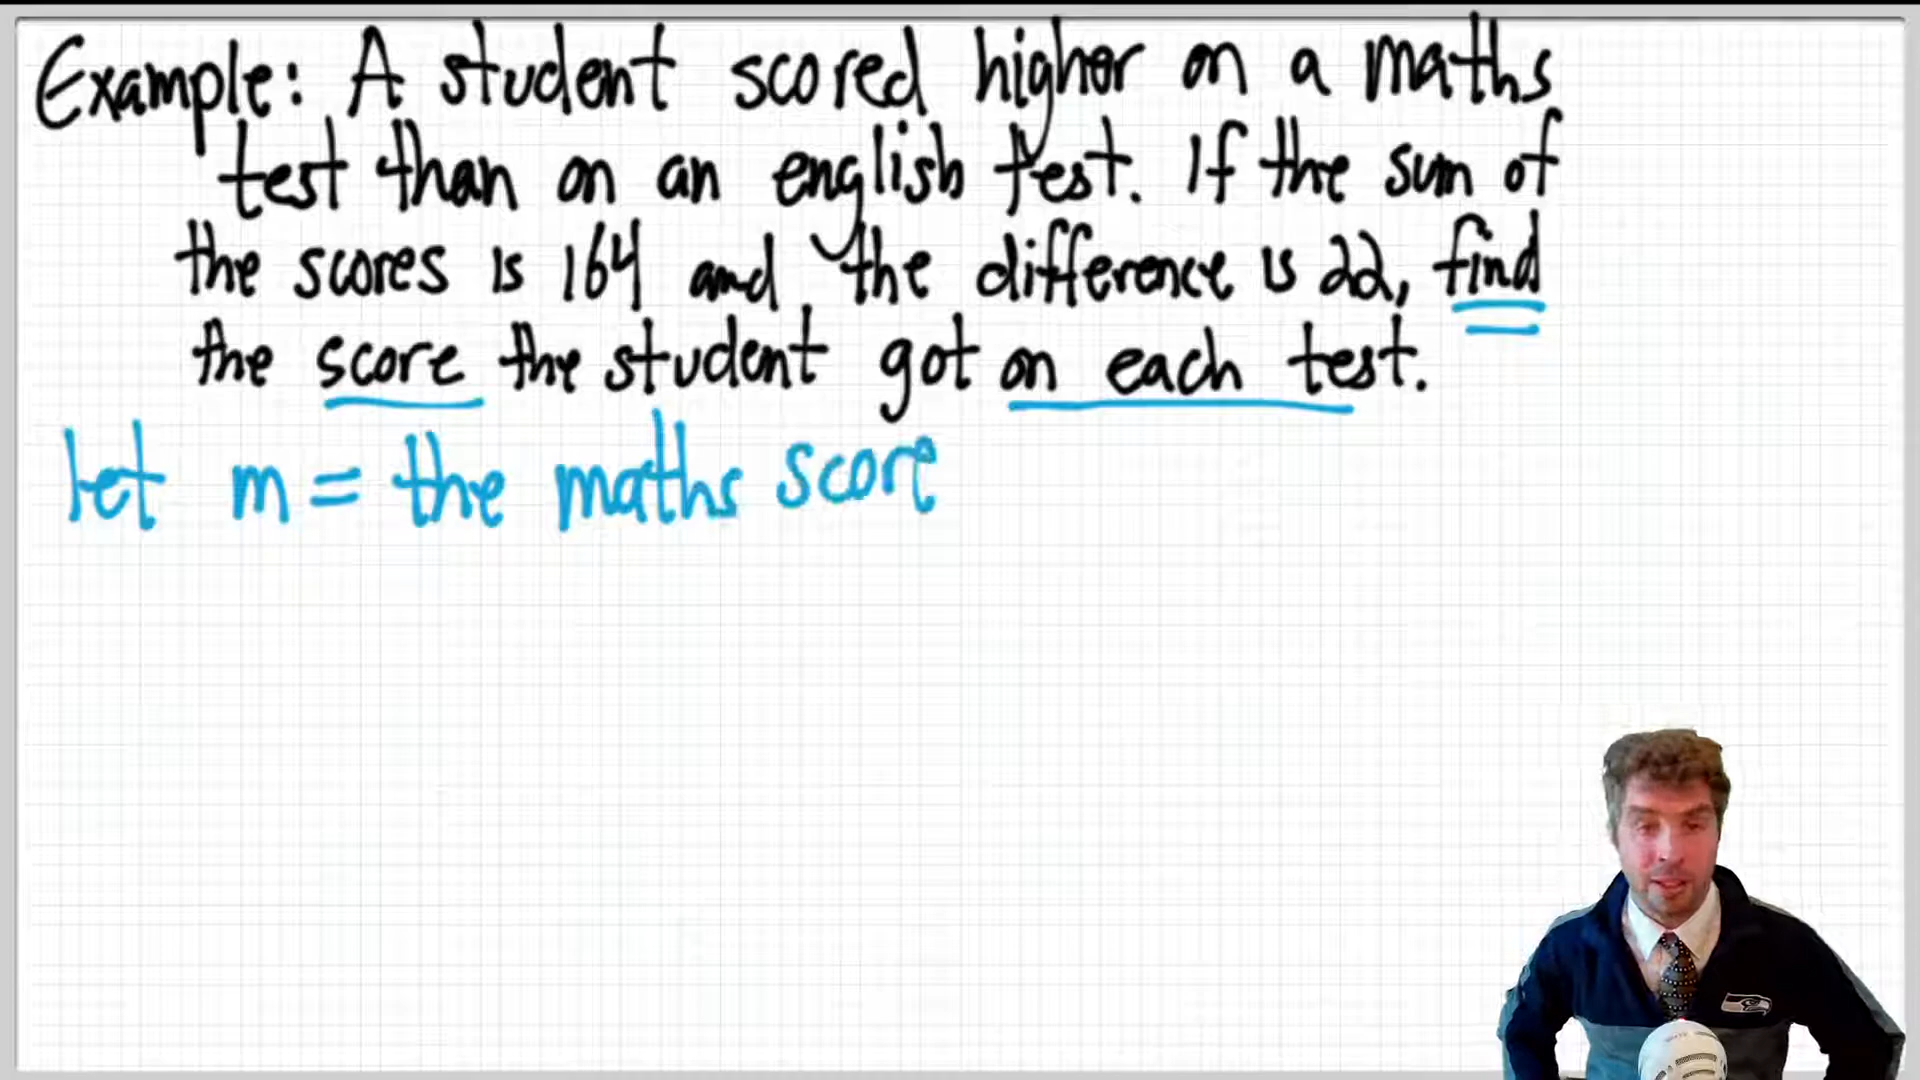 Example: A student scored higher on a maths
test than on an english test. If the sum of
the scores is 164 and the difference is 22, find
the score the student got on each test.
let m = the maths score